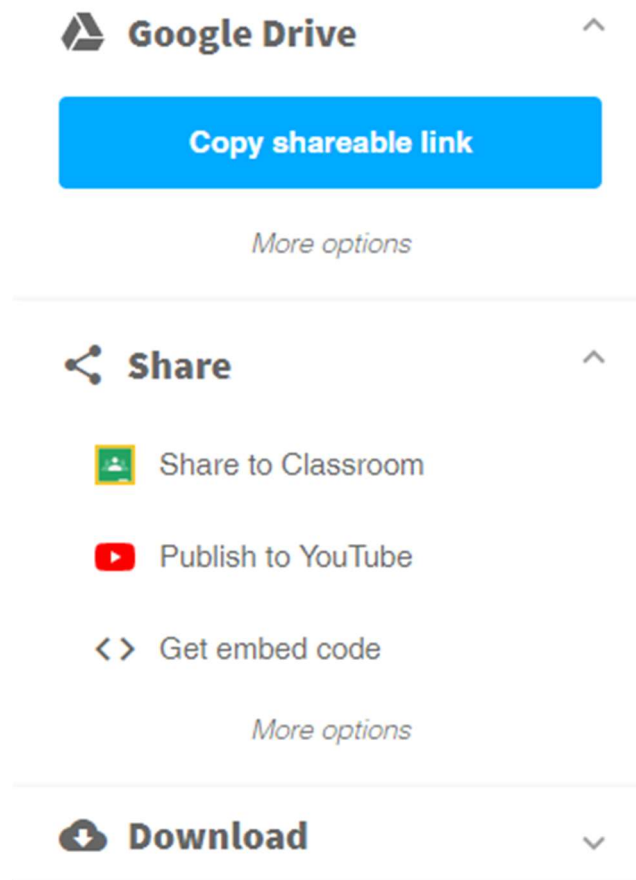 Google Drive
Copy shareable link
More options
Share
Share to Classroom
Publish to YouTube
Get embed code
More options
Download